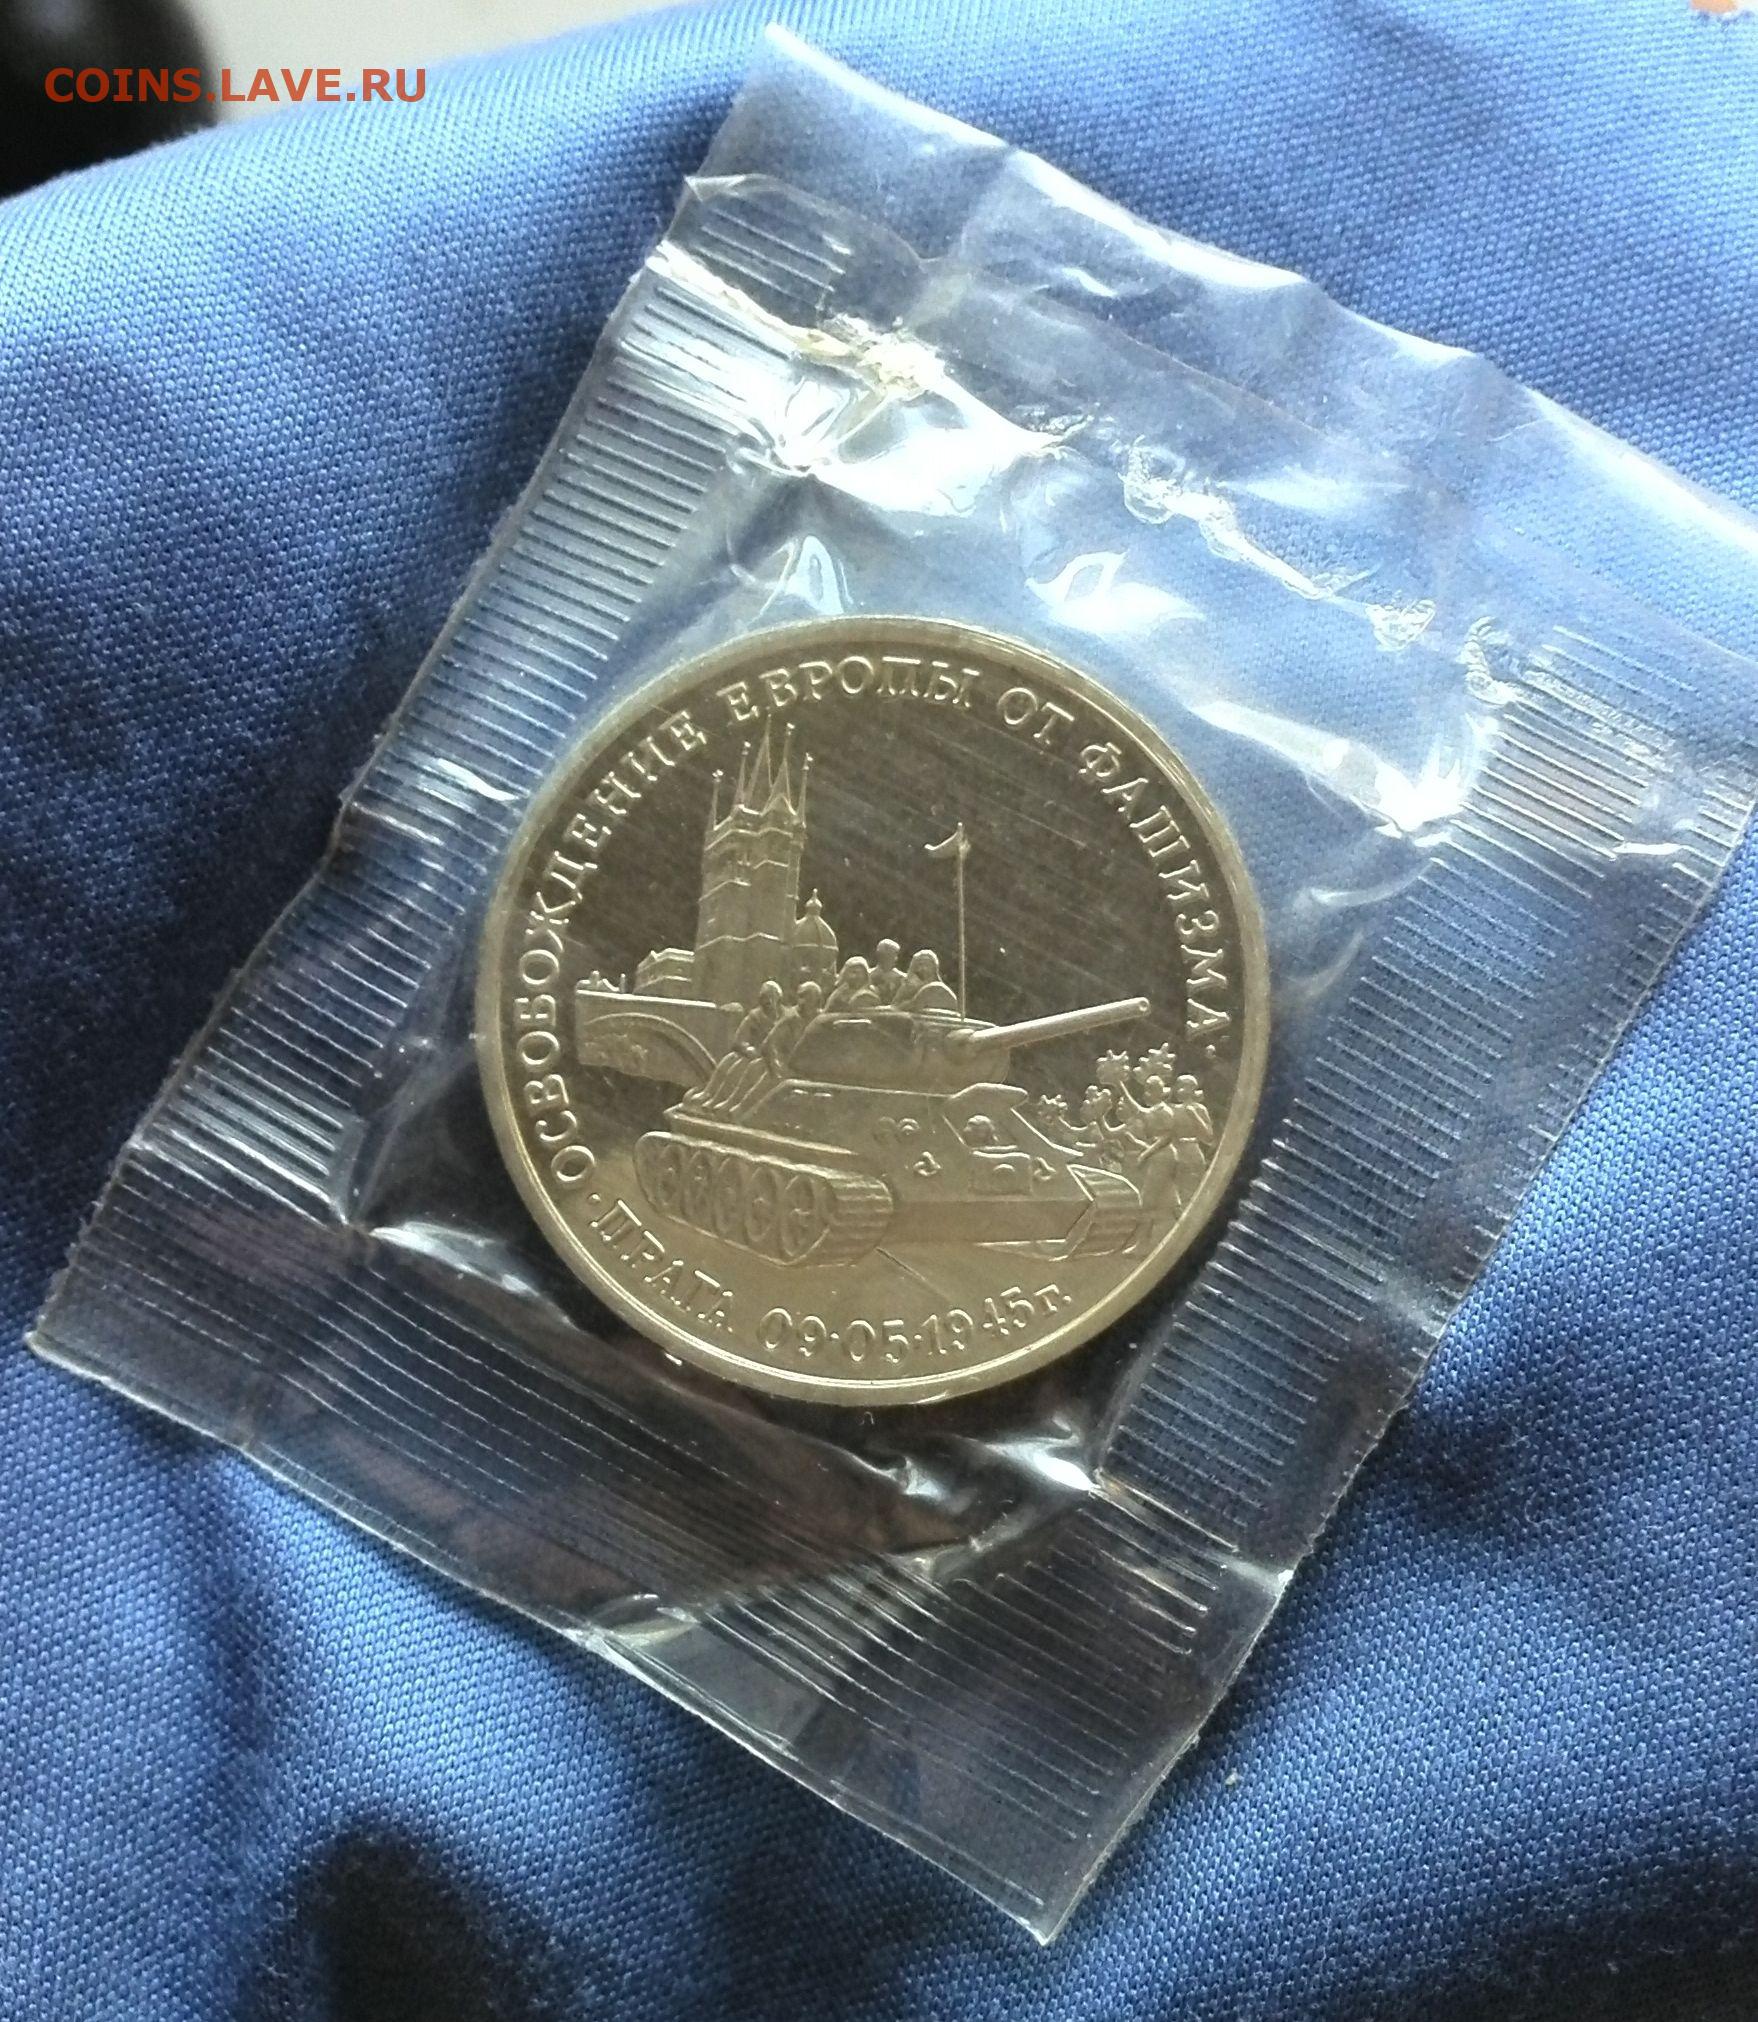 COINS.LAVE.RU
ОСВОБОЖДЕНИЕ ЕВРОПЫ ОТ ФАШИЗМА
· ПРАГА 09·05·1945г.